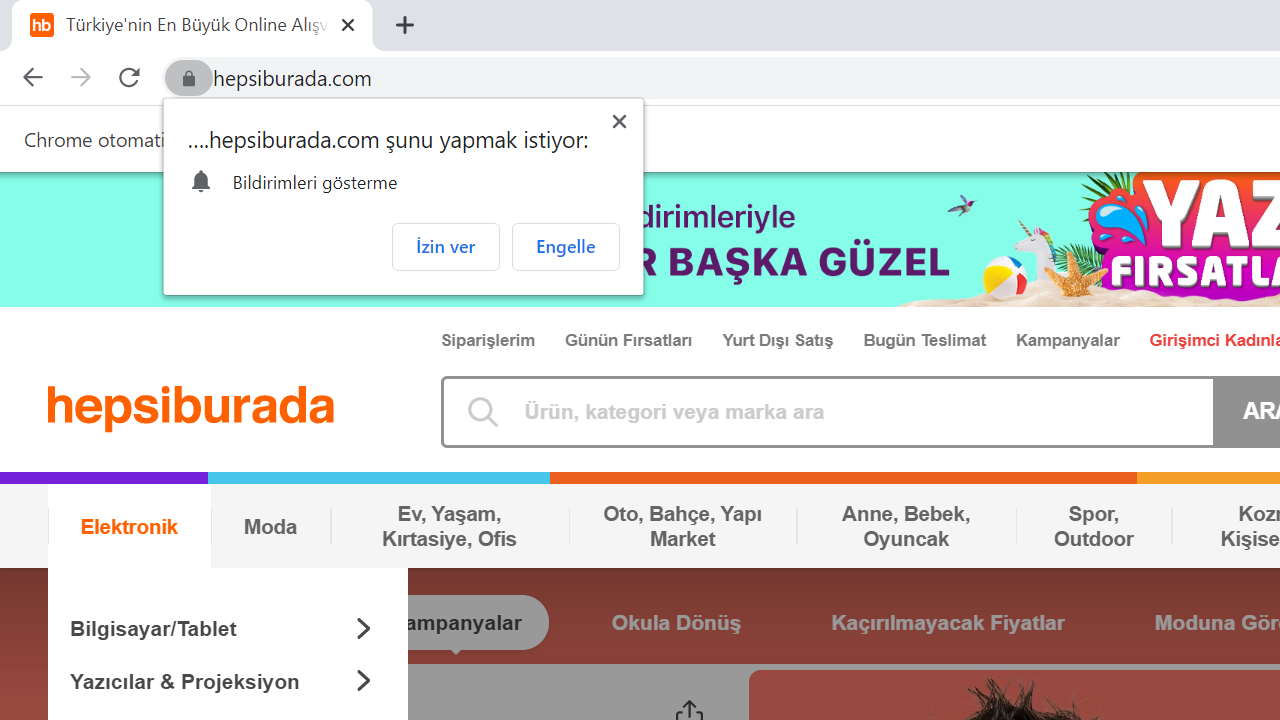 hb Türkiye'nin En Büyük Online Alışv
hepsiburada.com
Chrome otomati
....hepsiburada.com şunu yapmak istiyor:
Bildirimleri gösterme
İzin ver Engelle
dirimleriyle
R BAŞKA GÜZEL
YAZ
FIRSATLA
Siparişlerim Günün Fırsatları Yurt Dışı Satış Bugün Teslimat Kampanyalar Girişimci Kadınla
hepsiburada
Ürün, kategori veya marka ara
ARA
Elektronik
Moda
Ev, Yaşam,
Kırtasiye, Ofis
Oto, Bahçe, Yapı
Market
Anne, Bebek,
Oyuncak
Spor,
Outdoor
Kozm
Kişise
ampanyalar Okula Dönüş Kaçırılmayacak Fiyatlar Moduna Göre
Bilgisayar/Tablet
Yazıcılar & Projeksiyon